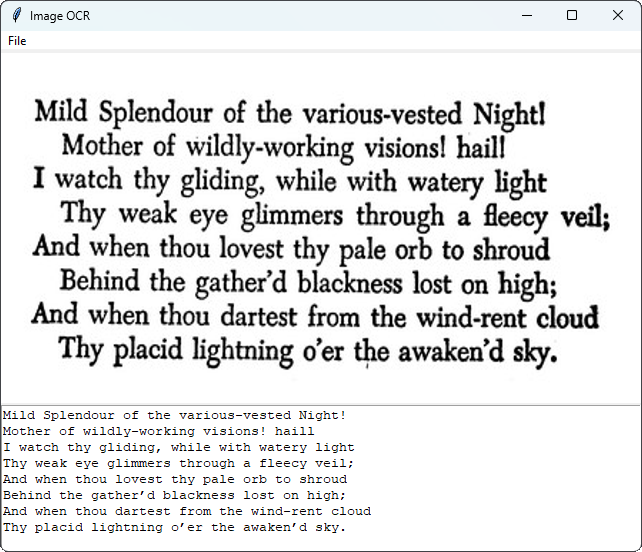 Image OCR
File
Mild Splendour of the various-vested Night!
Mother of wildly-working visions! hail!
I watch thy gliding, while with watery light
Thy weak eye glimmers through a fleecy veil;
And when thou lovest thy pale orb to shroud
Behind the gather’d blackness lost on high;
And when thou dartest from the wind-rent cloud
Thy placid lightning o’er the awaken’d sky.
Mild Splendour of the various-vested Night!
Mother of wildly-working visions! haill
I watch thy gliding, while with watery light
Thy weak eye glimmers through a fleecy veil;
And when thou lovest thy pale orb to shroud
Behind the gather’d blackness lost on high;
And when thou dartest from the wind-rent cloud
Thy placid lightning o’er the awaken’d sky.